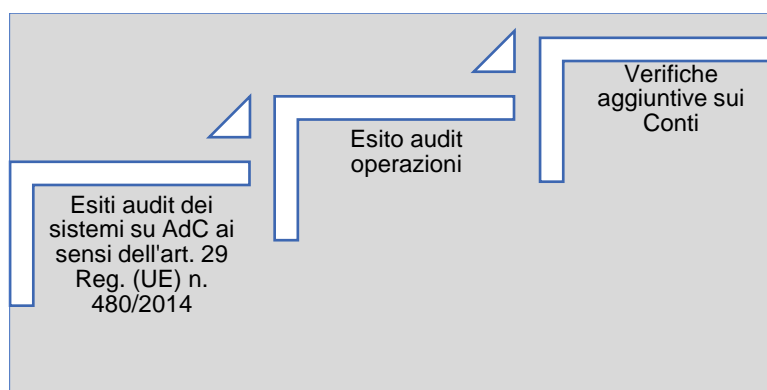 Esiti audit dei
sistemi su AdC ai
sensi dell'art. 29
Reg. (UE) n.
480/2014
Esito audit
operazioni
Verifiche
aggiuntive sui
Conti